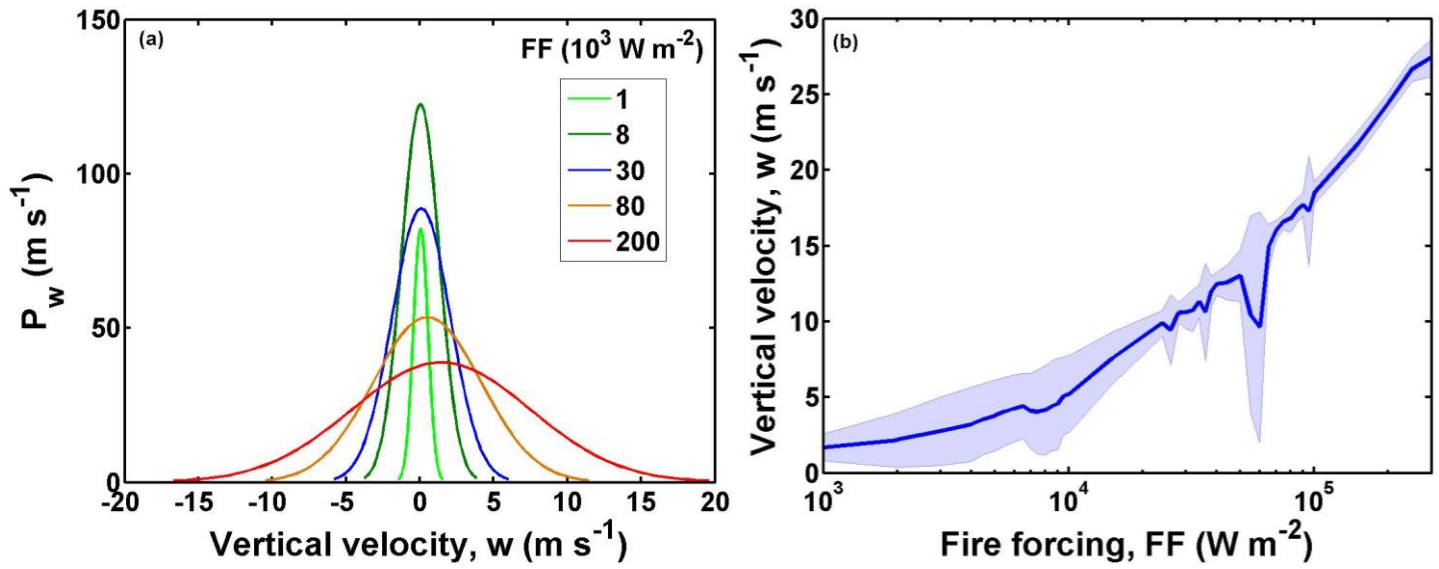 (a)
FF (10³ W m⁻²)
1
8
30
80
200
150
100
50
0
P_w (m s⁻¹)
-20 -15 -10 -5 0 5 10 15 20
Vertical velocity, w (m s⁻¹)
(b)
30
25
20
15
10
5
0
Vertical velocity, w (m s⁻¹)
10³ 10⁴ 10⁵
Fire forcing, FF (W m⁻²)